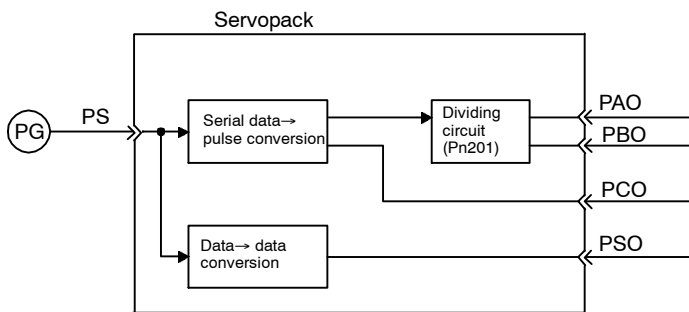 Servopack
PG
PS
Serial data→
pulse conversion
Dividing
circuit
(Pn201)
PAO
PBO
PCO
Data→ data
conversion
PSO